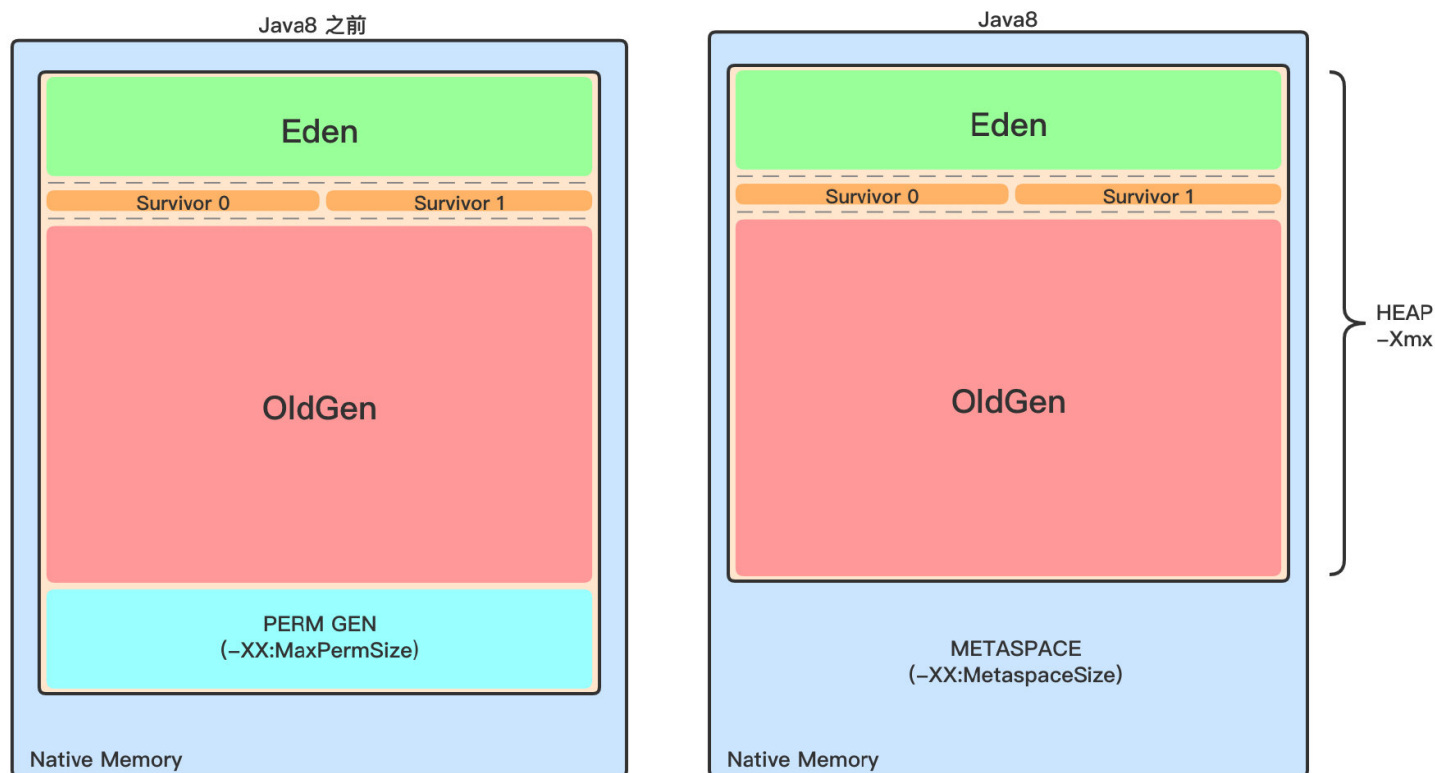 Java8 之前
Eden
Survivor 0
Survivor 1
OldGen
PERM GEN
(-XX:MaxPermSize)
Native Memory
Java8
Eden
Survivor 0
Survivor 1
OldGen
METASPACE
(-XX:MetaspaceSize)
Native Memory
HEAP
-Xmx